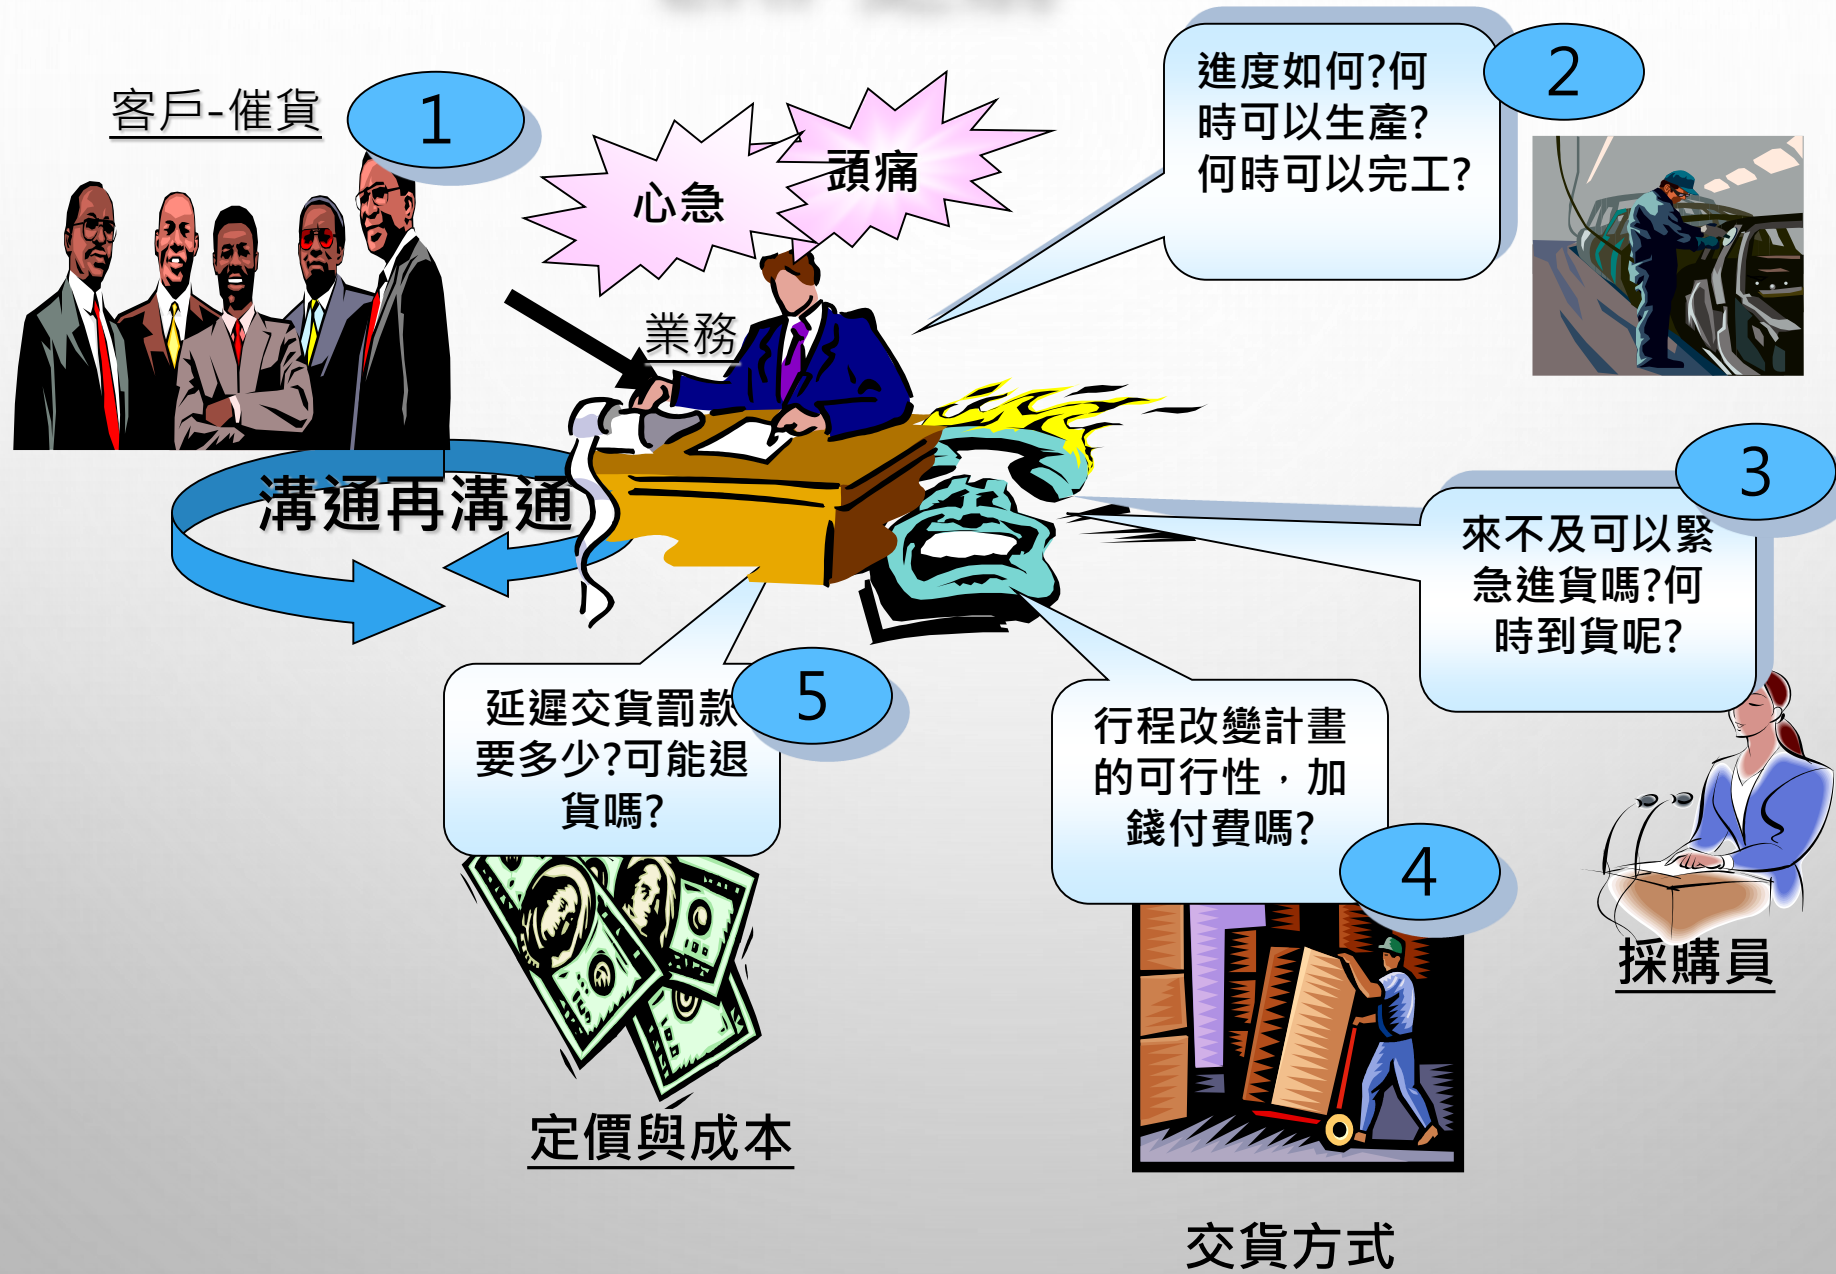 客戶-催貨
1
心急
頭痛
業務
進度如何?何
時可以生產?
何時可以完工?
2
溝通再溝通
3
來不及可以緊
急進貨嗎?何
時到貨呢?
採購員
行程改變計畫
的可行性，加
錢付費嗎?
4
交貨方式
延遲交貨罰款
要多少?可能退
貨嗎?
5
定價與成本